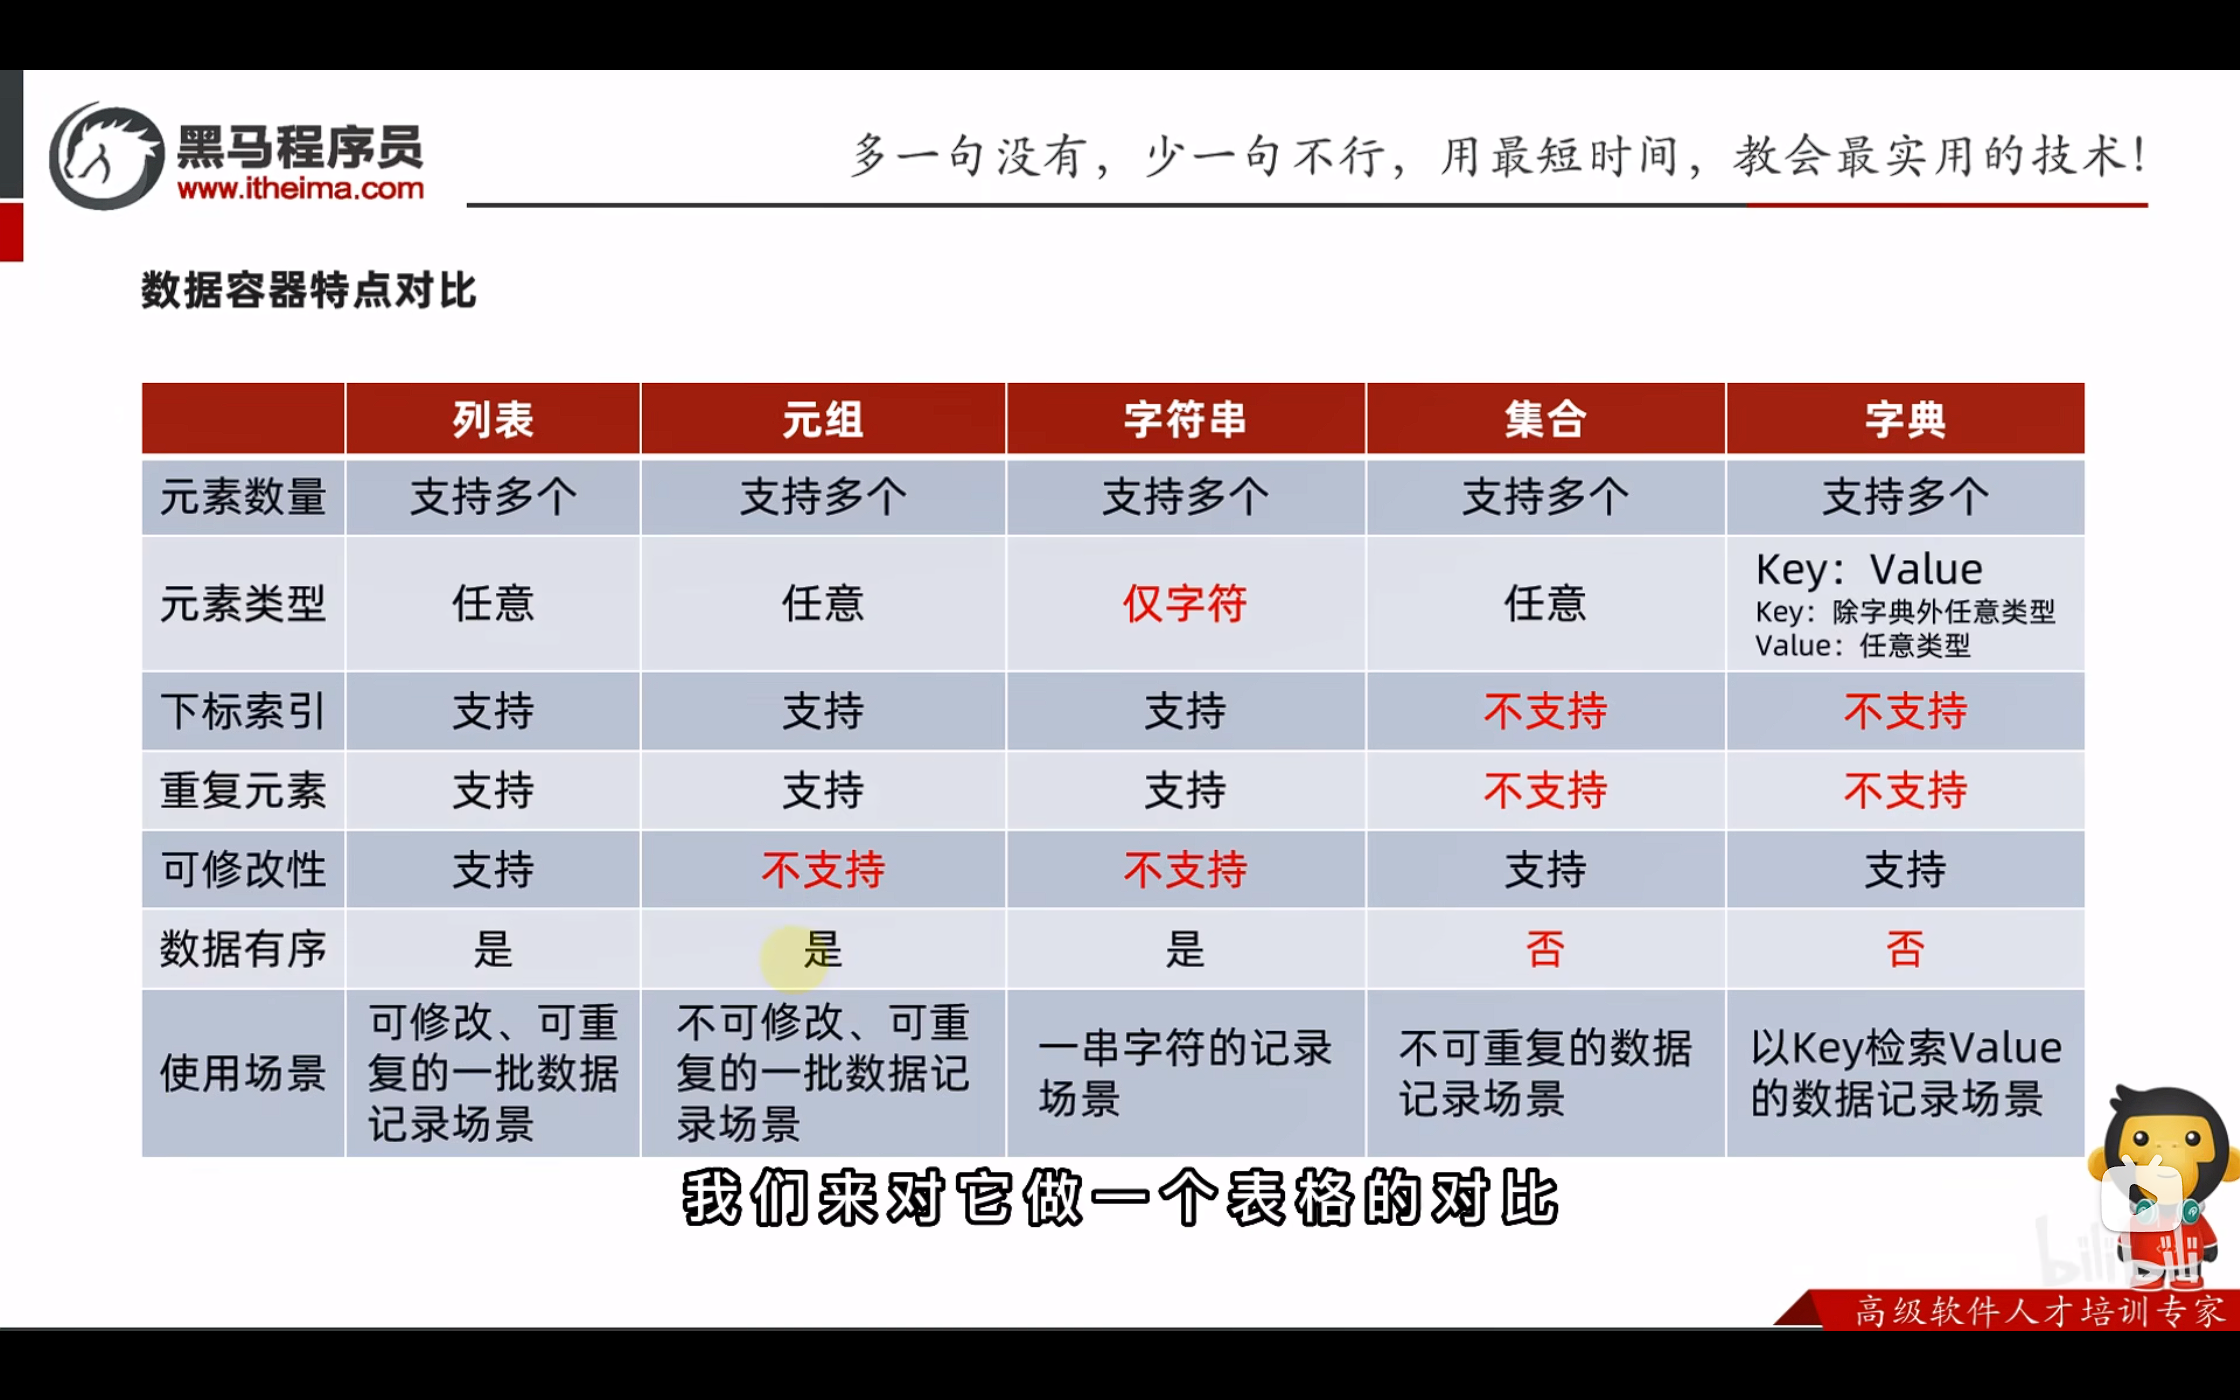 黑马程序员
www.itheima.com
多一句没有，少一句不行，用最短时间，教会最实用的技术！
数据容器特点对比
列表 元组 字符串 集合 字典
元素数量 支持多个 支持多个 支持多个 支持多个 支持多个
元素类型 任意 任意 仅字符 任意 Key：Value
Key：除字典外任意类型
Value：任意类型
下标索引 支持 支持 支持 不支持 不支持
重复元素 支持 支持 支持 不支持 不支持
可修改性 支持 不支持 不支持 支持 支持
数据有序 是 是 是 否 否
使用场景
可修改、可重
复的一批数据
记录场景
不可修改、可重
复的一批数据记
录场景
一串字符的记录
场景
不可重复的数据
记录场景
以Key检索Value
的数据记录场景
我们来对它做一个表格的对比
bilibili
高级软件人才培训专家